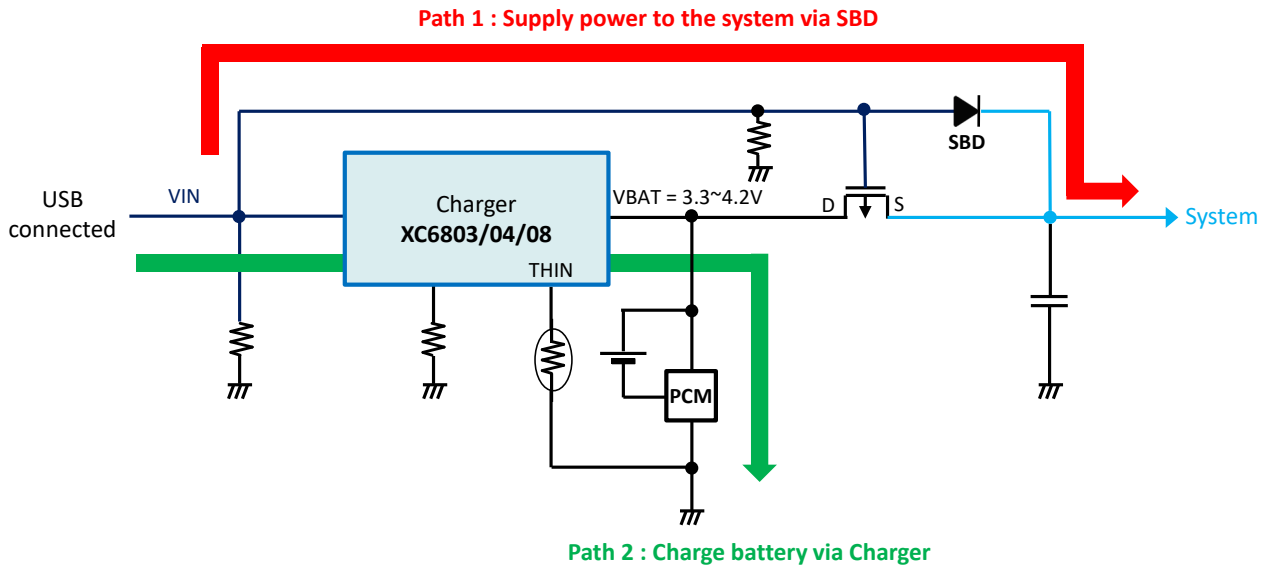 Path 1 : Supply power to the system via SBD
SBD
USB
connected
VIN
Charger
XC6803/04/08
THIN
VBAT = 3.3~4.2V
D
S
System
PCM
Path 2 : Charge battery via Charger